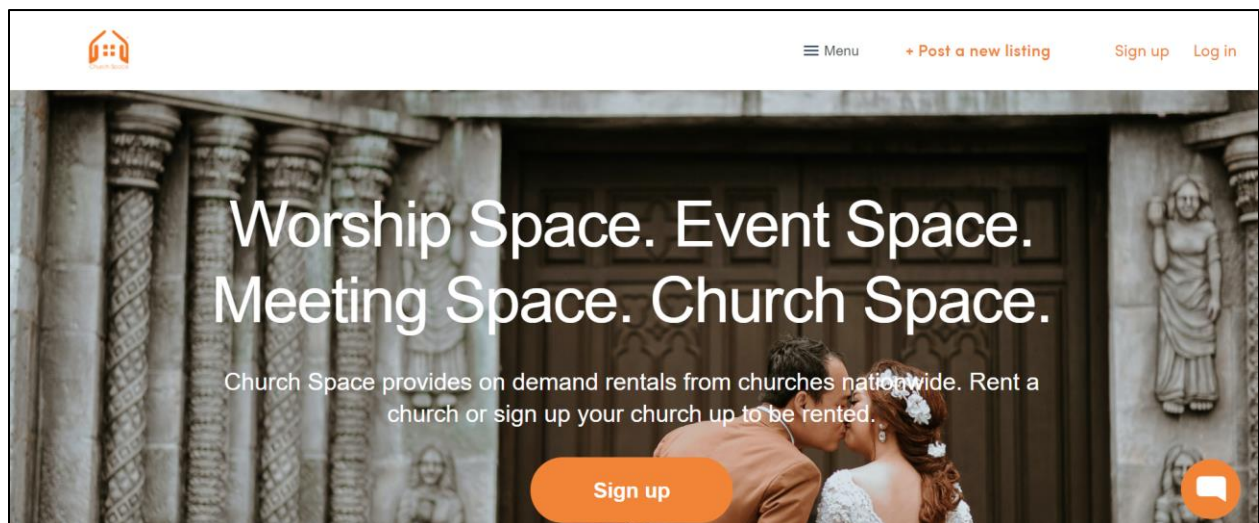 Church Space
Menu
+ Post a new listing
Sign up
Log in
Worship Space. Event Space.
Meeting Space. Church Space.
Church Space provides on demand rentals from churches nationwide. Rent a
church or sign up your church up to be rented.
Sign up